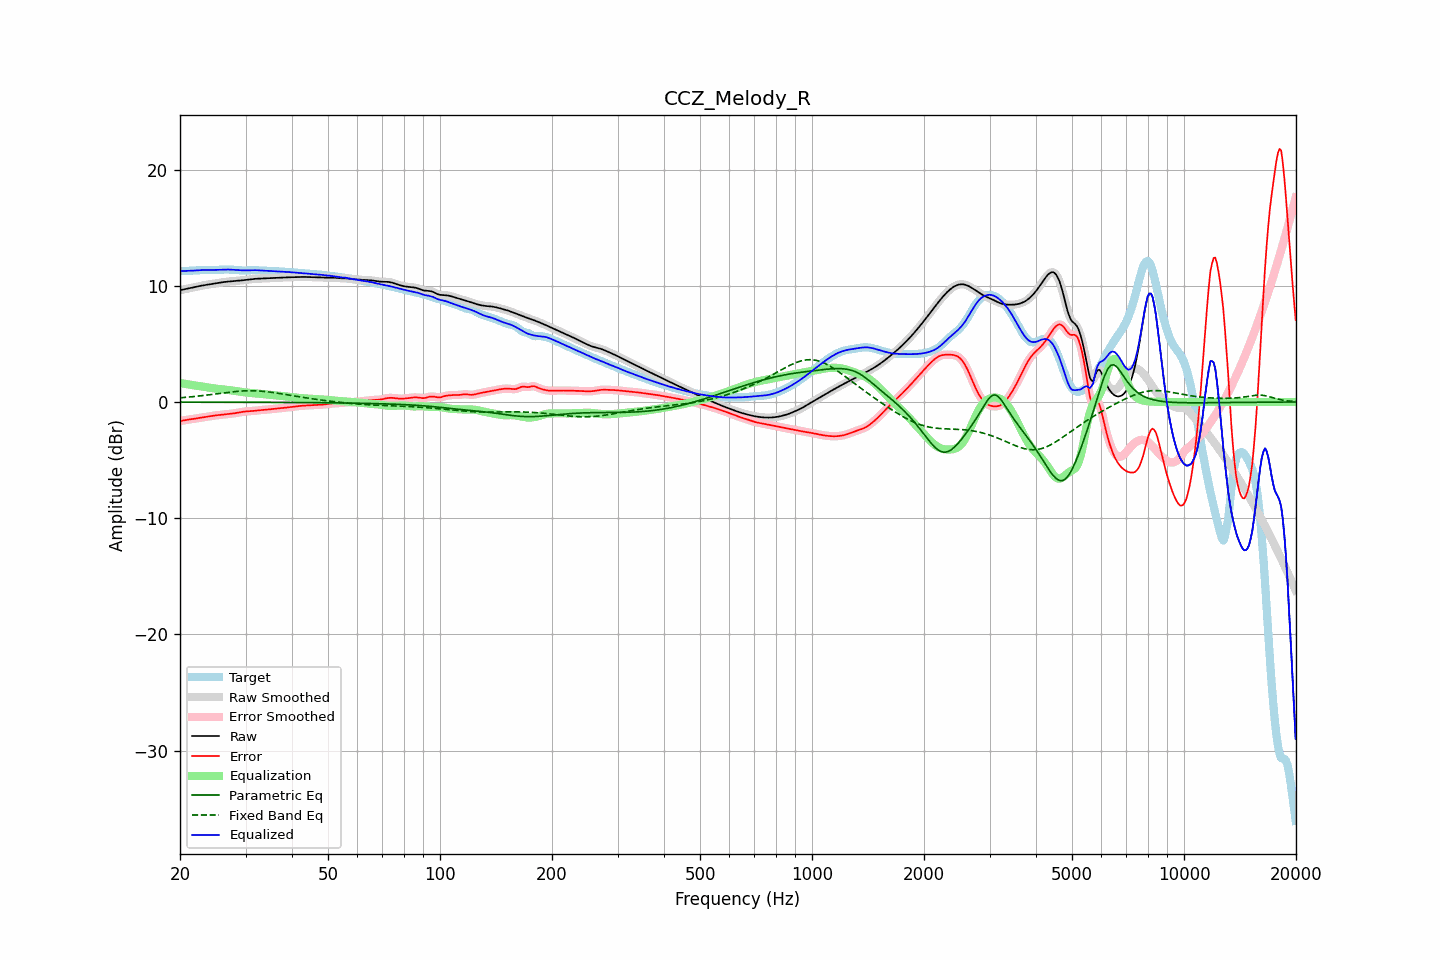 CCZ_Melody_R
20
10
0
−10
−20
−30
Amplitude (dBr)
Target
Raw Smoothed
Error Smoothed
Raw
Error
Equalization
Parametric Eq
Fixed Band Eq
Equalized
20 50 100 200 500 1000 2000 5000 10000 20000
Frequency (Hz)